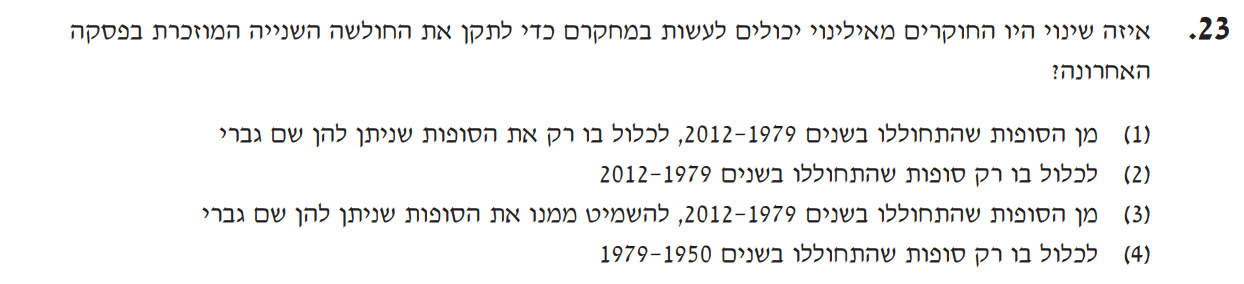 23. איזה שינוי היו החוקרים מאילינוי יכולים לעשות במחקרם כדי לתקן את החולשה השנייה המוזכרת בפסקה
האחרונה?
(1) מן הסופות שהתחוללו בשנים 1979-2012, לכלול בו רק את הסופות שניתן להן שם גברי
(2) לכלול בו רק סופות שהתחוללו בשנים 1979-2012
(3) מן הסופות שהתחוללו בשנים 1979-2012, להשמיט ממנו את הסופות שניתן להן שם גברי
(4) לכלול בו רק סופות שהתחוללו בשנים 1950-1979